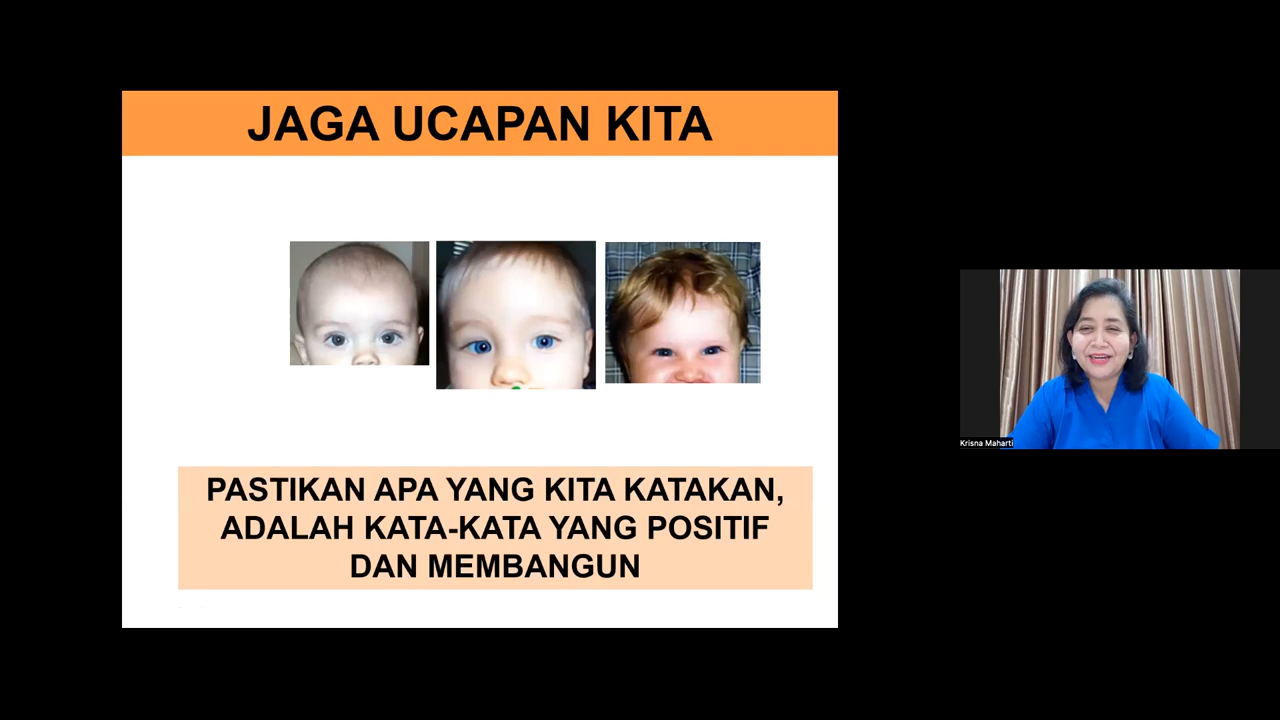 JAGA UCAPAN KITA
PASTIKAN APA YANG KITA KATAKAN,
ADALAH KATA-KATA YANG POSITIF
DAN MEMBANGUN
Krisna Maharti